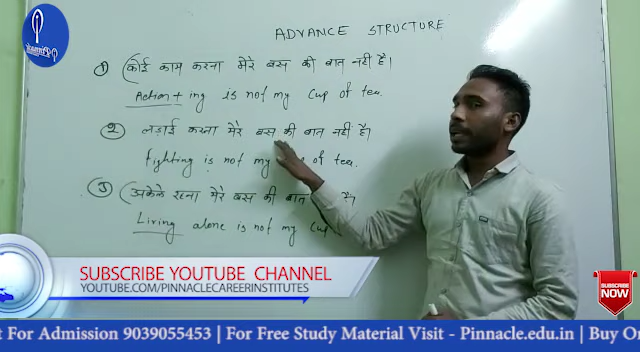 ADVANCE STRUCTURE
① (कोई काम करना मेरे बस की बात नहीं है।
Action + ing is not my cup of tea.
② लड़ाई करना मेरे बस की बात नहीं है।
fighting is not my of tea.
③ (अकेले रहना मेरे बस की बात
Living alone is not my cup
SUBSCRIBE YOUTUBE CHANNEL
YOUTUBE.COM/PINNACLECAREERINSTITUTES
SUBSCRIBE
NOW
For Admission 9039055453 | For Free Study Material Visit - Pinnacle.edu.in | Buy